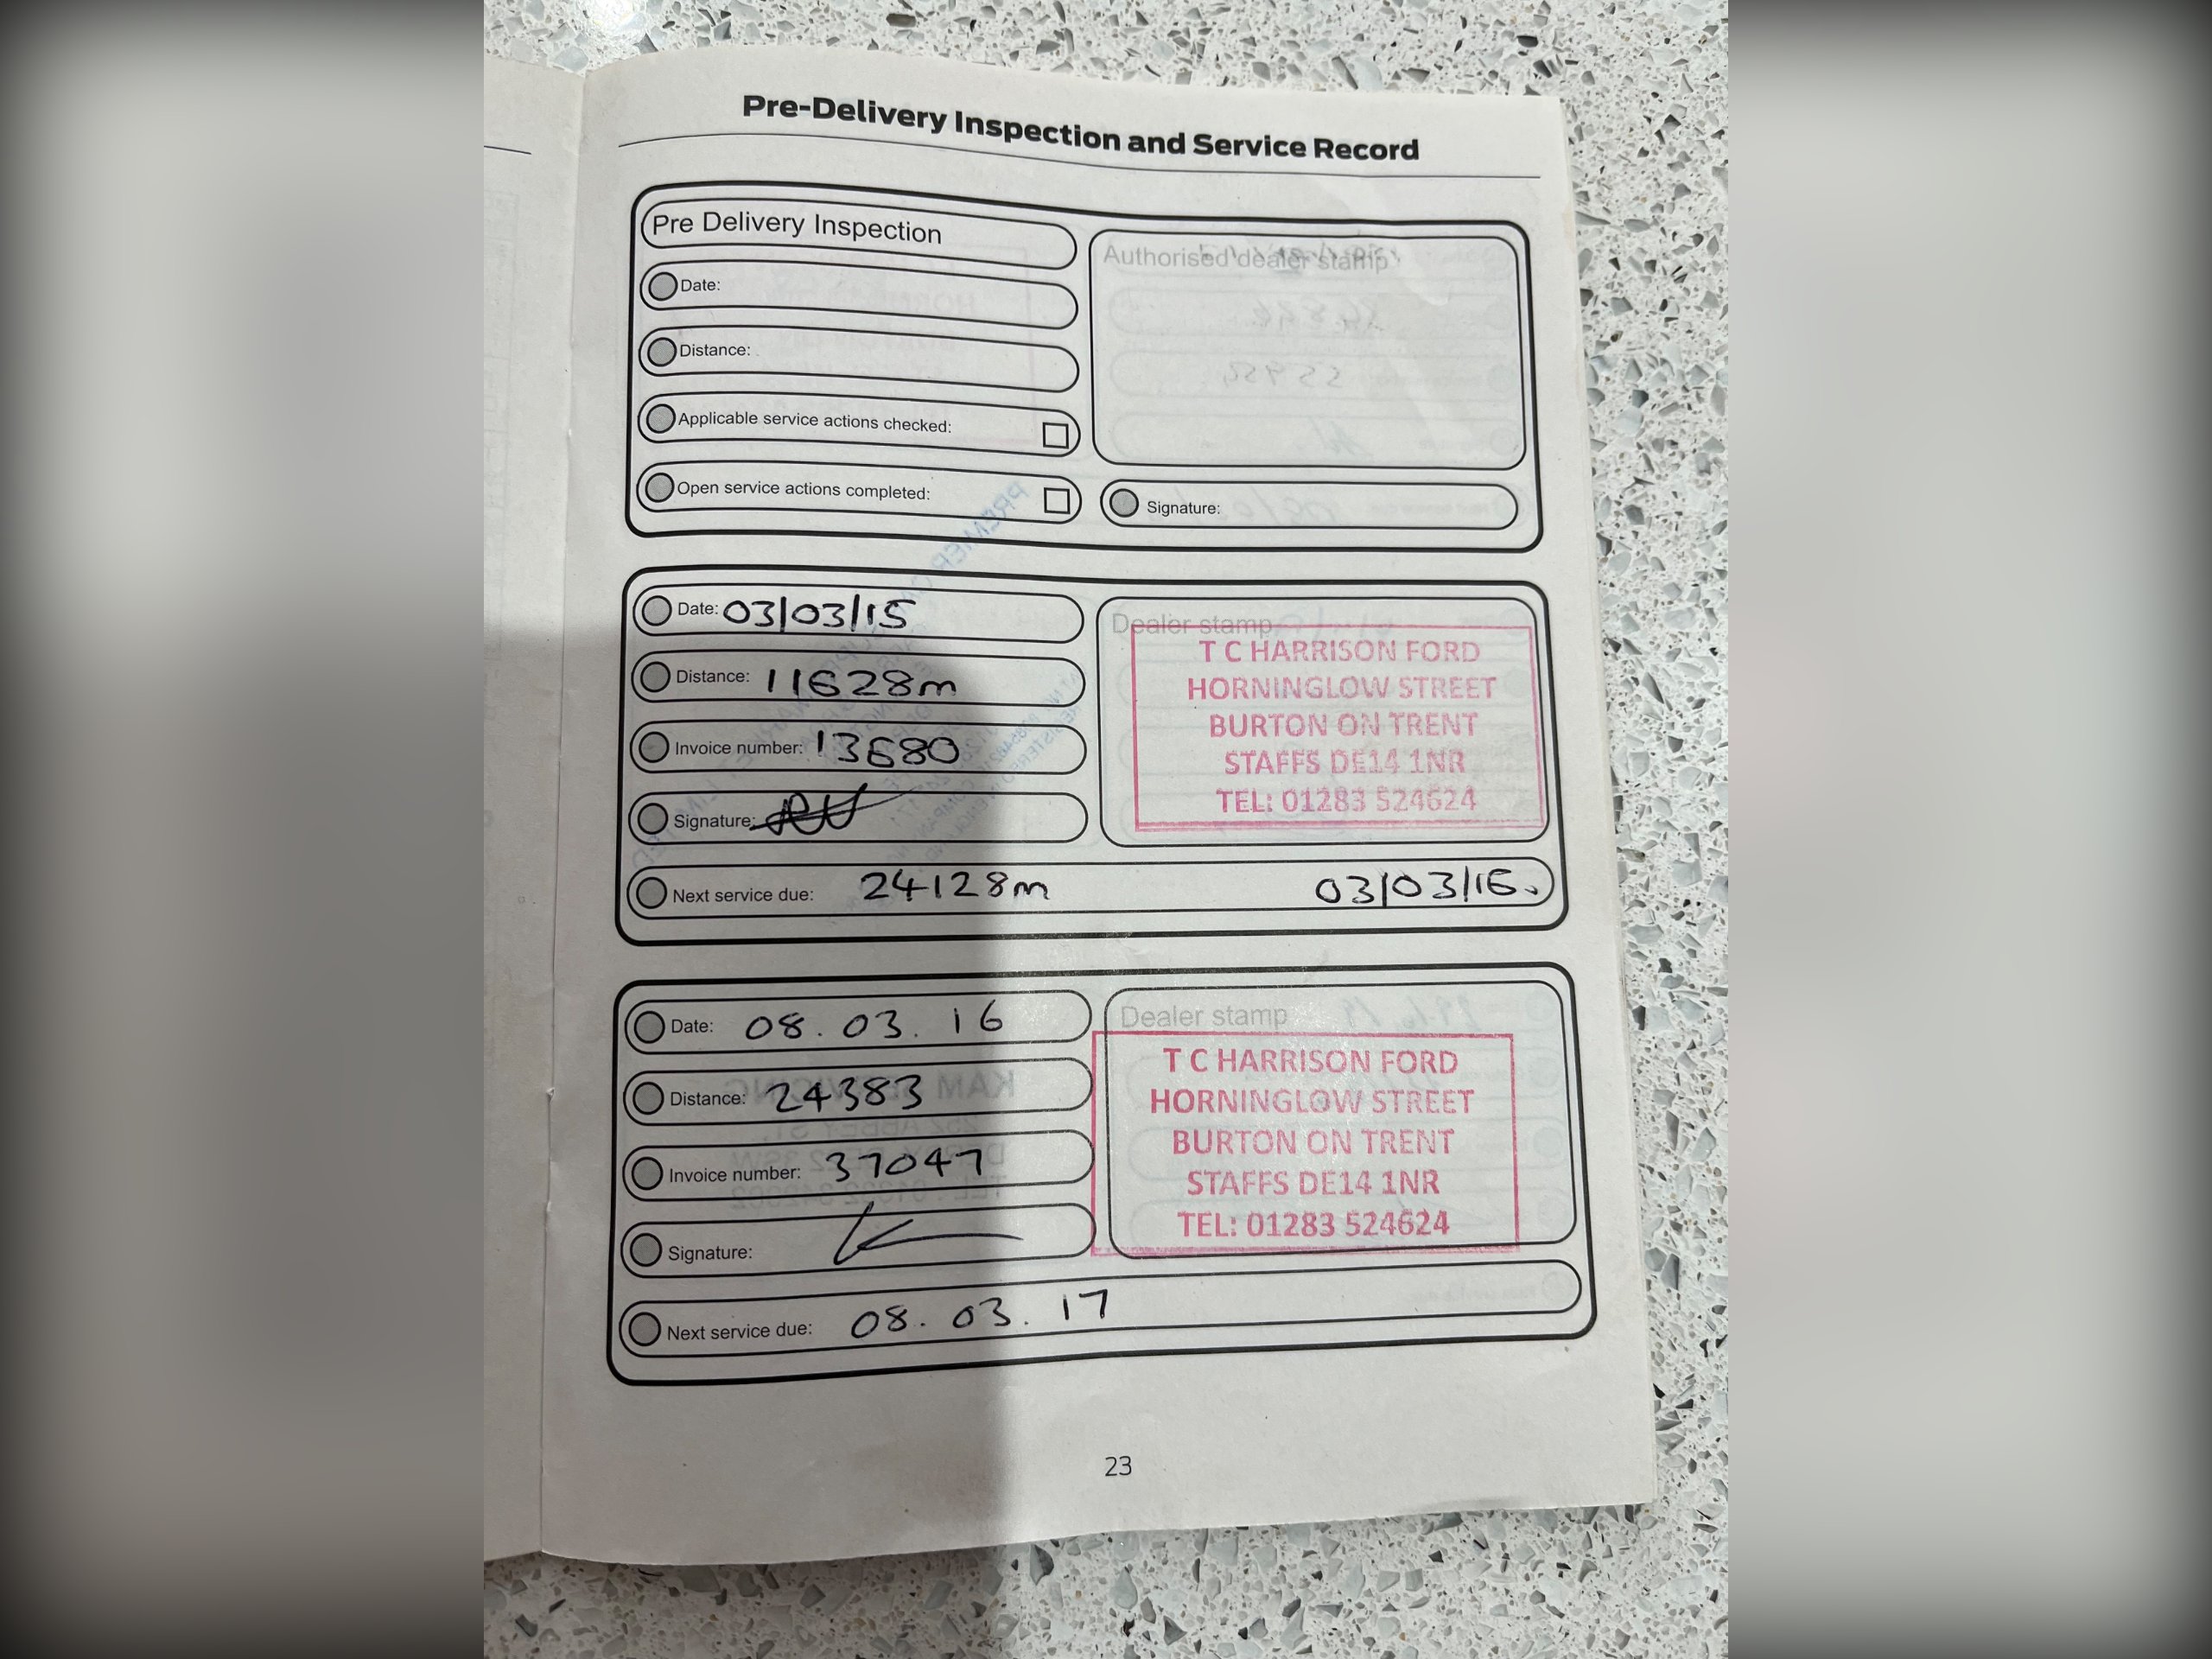 Pre-Delivery Inspection and Service Record
Pre Delivery Inspection
Date:
Distance:
Applicable service actions checked:
Open service actions completed:
Authorised dealer stamp
Signature:
Date: 03/03/15
Distance: 11628m
Invoice number: 13680
Signature:
Dealer stamp
T C HARRISON FORD
HORNINGLOW STREET
BURTON ON TRENT
STAFFS DE14 1NR
TEL: 01283 524624
Next service due: 24128m 03/03/16.
Date: 08.03.16
Distance: 24383
Invoice number: 37047
Signature:
Dealer stamp
T C HARRISON FORD
HORNINGLOW STREET
BURTON ON TRENT
STAFFS DE14 1NR
TEL: 01283 524624
Next service due: 08.03.17
23